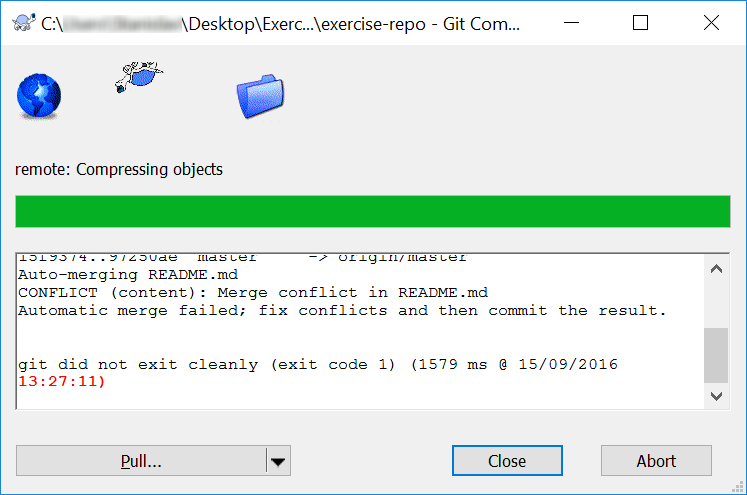 C:\ \Desktop\Exerc...\exercise-repo - Git Com...
remote: Compressing objects
1519374..97250ae master -> origin/master
Auto-merging README.md
CONFLICT (content): Merge conflict in README.md
Automatic merge failed; fix conflicts and then commit the result.
git did not exit cleanly (exit code 1) (1579 ms @ 15/09/2016
13:27:11)
Pull...
Close
Abort